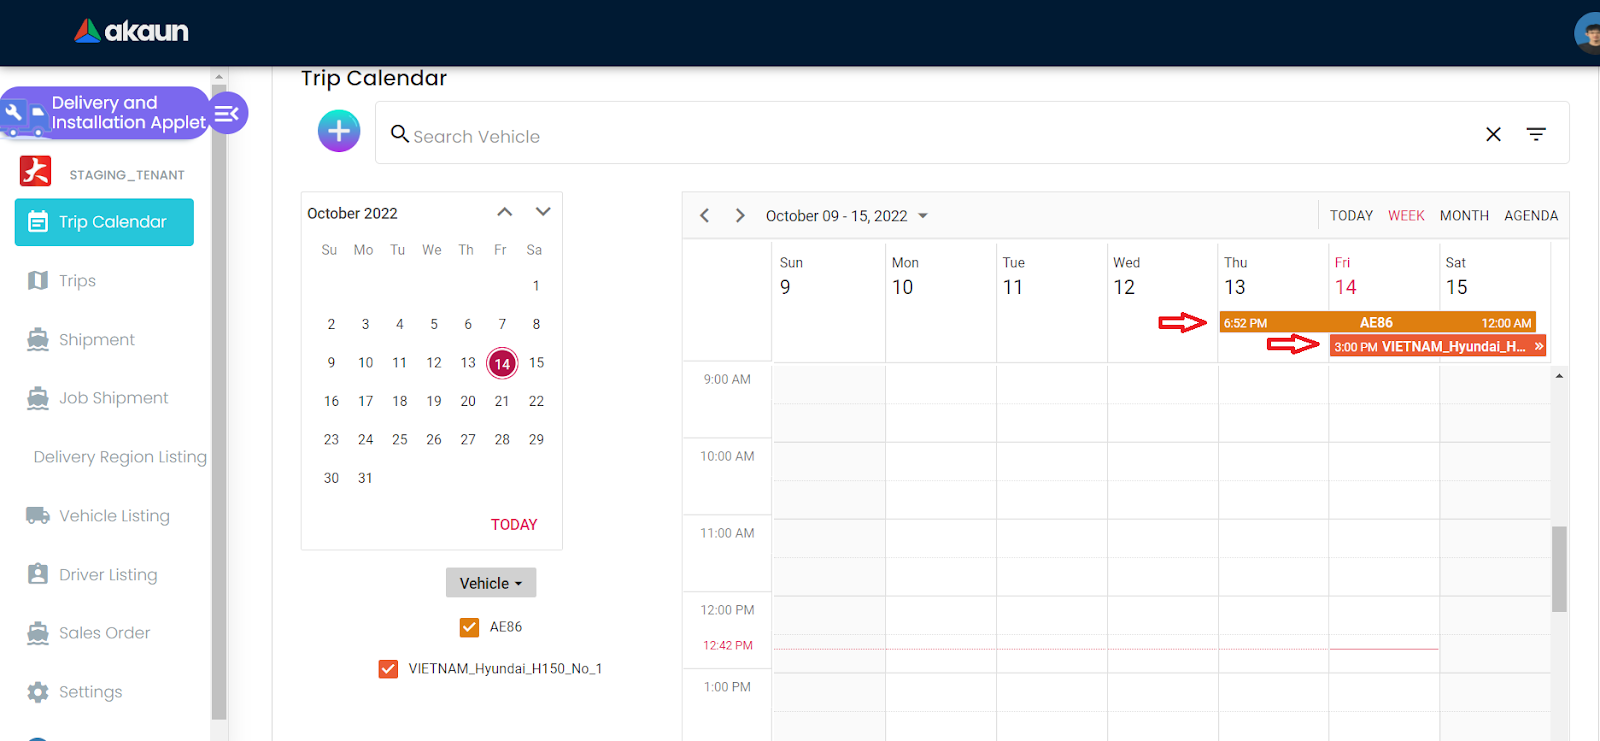 akaun
Trip Calendar
Delivery and
Installation Applet
Search Vehicle
STAGING_TENANT
Trip Calendar
Trips
Shipment
Job Shipment
Delivery Region Listing
Vehicle Listing
Driver Listing
Sales Order
Settings
October 2022
Su Mo Tu We Th Fr Sa
1
2 3 4 5 6 7 8
9 10 11 12 13 14 15
16 17 18 19 20 21 22
23 24 25 26 27 28 29
30 31
TODAY
Vehicle
AE86
VIETNAM_Hyundai_H150_No_1
October 09 - 15, 2022
TODAY WEEK MONTH AGENDA
Sun Mon Tue Wed Thu Fri Sat
9 10 11 12 13 14 15
6:52 PM AE86 12:00 AM
3:00 PM VIETNAM_Hyundai_H... »
9:00 AM
10:00 AM
11:00 AM
12:00 PM
12:42 PM
1:00 PM